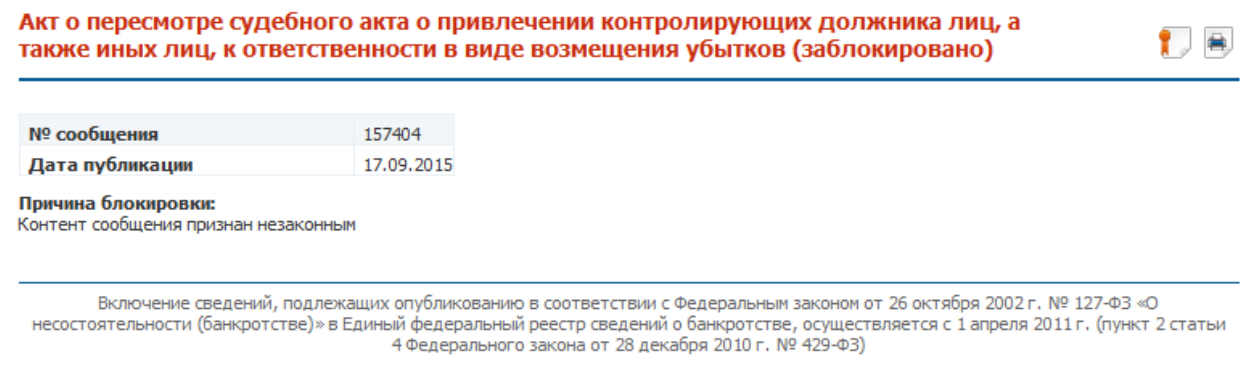 Акт о пересмотре судебного акта о привлечении контролирующих должника лиц, а
также иных лиц, к ответственности в виде возмещения убытков (заблокировано)
№ сообщения 157404
Дата публикации 17.09.2015
Причина блокировки:
Контент сообщения признан незаконным
Включение сведений, подлежащих опубликованию в соответствии с Федеральным законом от 26 октября 2002 г. № 127-ФЗ «О
несостоятельности (банкротстве)» в Единый федеральный реестр сведений о банкротстве, осуществляется с 1 апреля 2011 г. (пункт 2 статьи
4 Федерального закона от 28 декабря 2010 г. № 429-ФЗ)